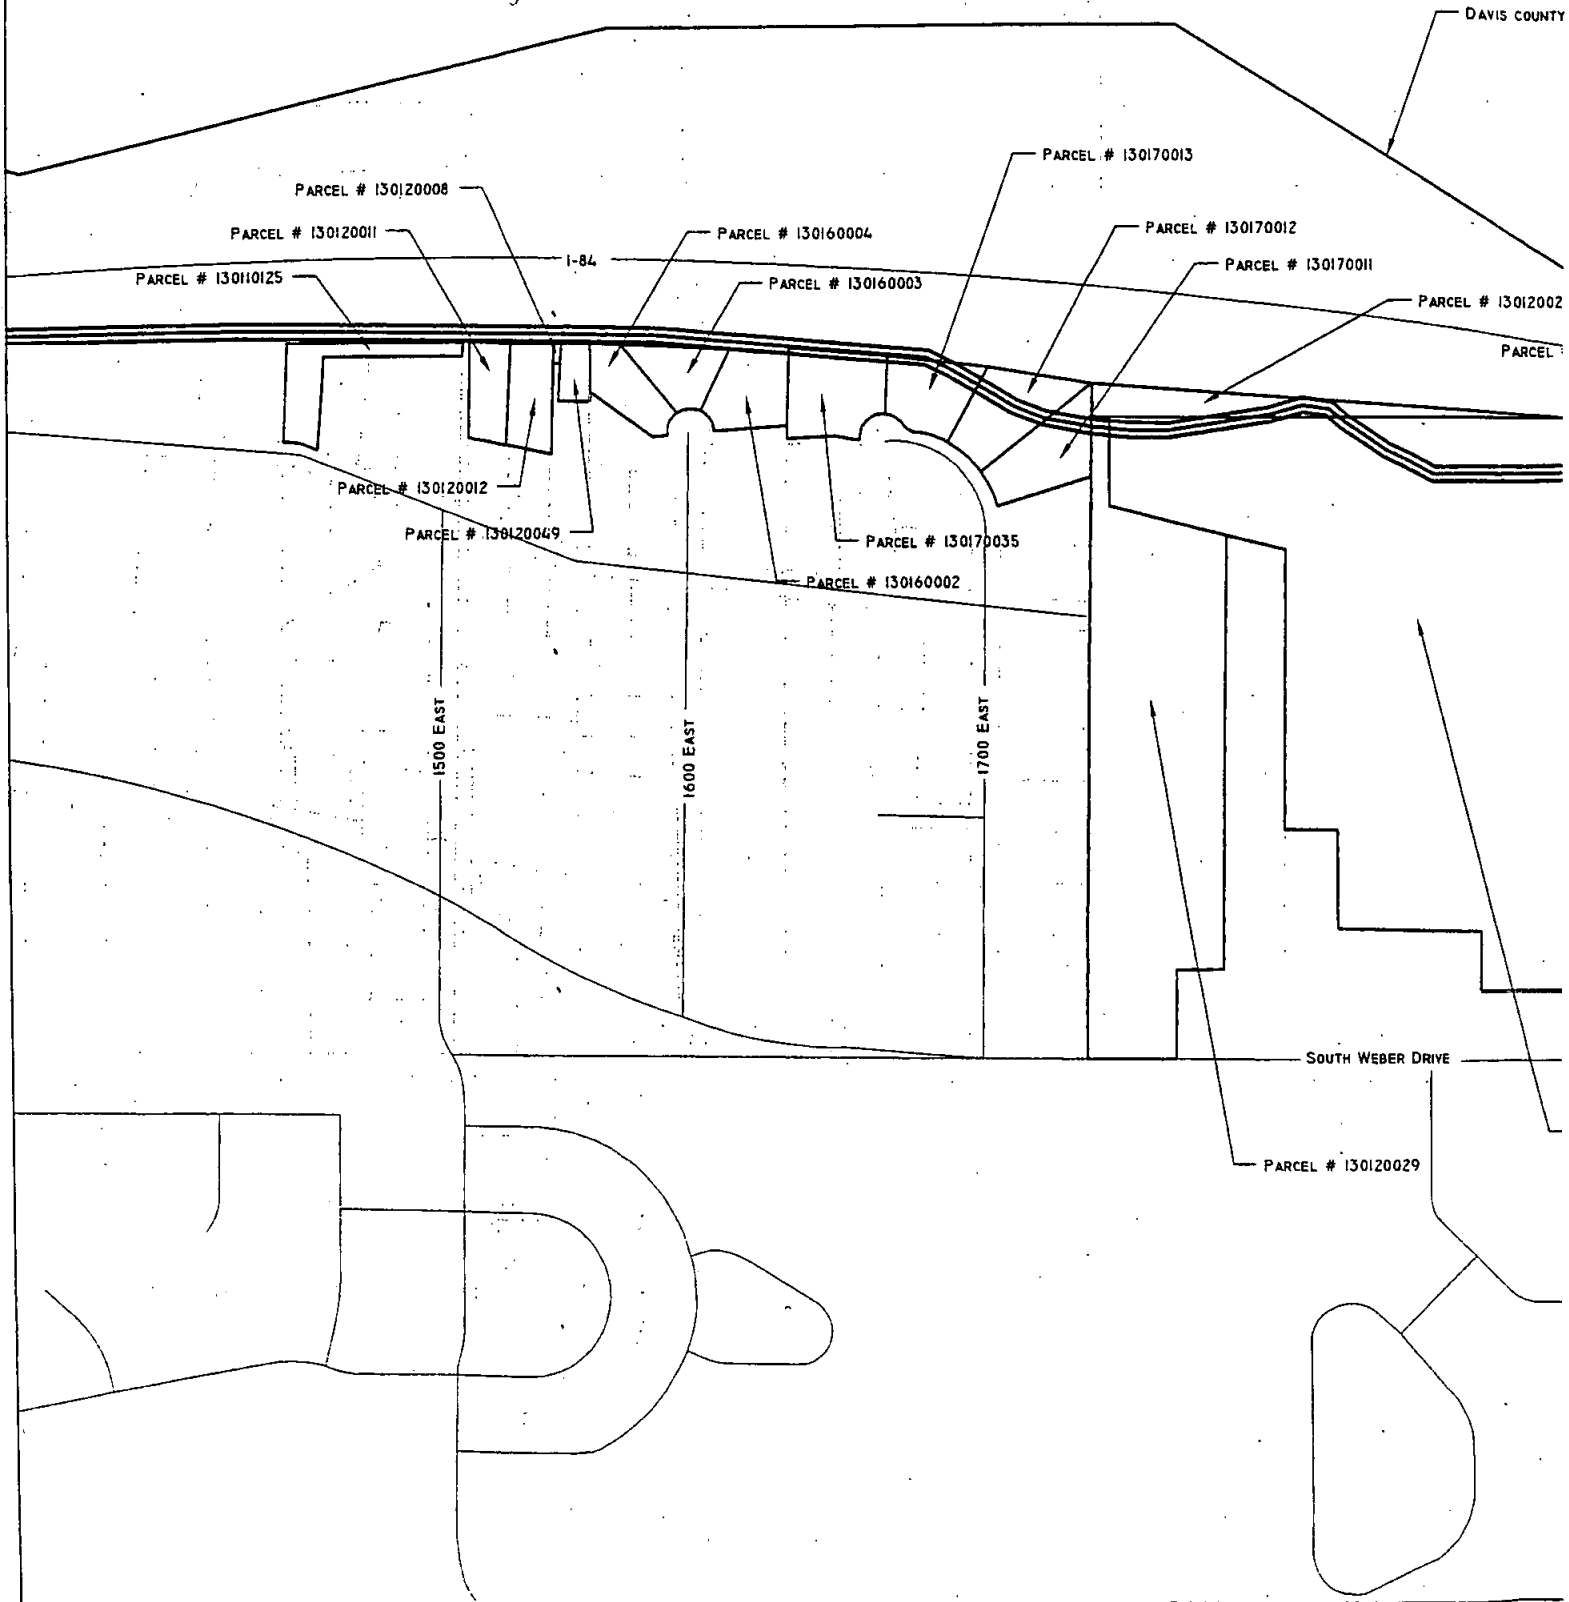 DAVIS COUNTY
PARCEL # 130170013
PARCEL # 130120008
PARCEL # 130120011
PARCEL # 130160004
PARCEL # 130170012
I-84
PARCEL # 130170011
PARCEL # 130110125
PARCEL # 130160003
PARCEL # 13012002
PARCEL
PARCEL # 130120012
PARCEL # 130120049
PARCEL # 130170035
PARCEL # 130160002
1500 EAST
1600 EAST
1700 EAST
SOUTH WEBER DRIVE
PARCEL # 130120029